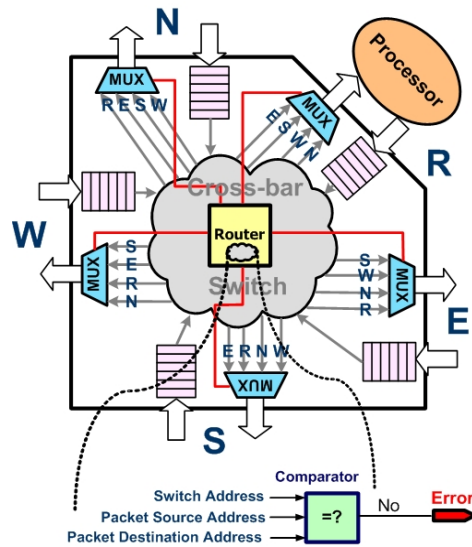 N
MUX
R E S W
MUX
E S W N
Processor
R
Cross-bar
W
MUX
S
E
R
N
Router
Switch
S
W
N
R
MUX
E
E R N W
MUX
S
Comparator
Switch Address
Packet Source Address
Packet Destination Address
=?
No
Error